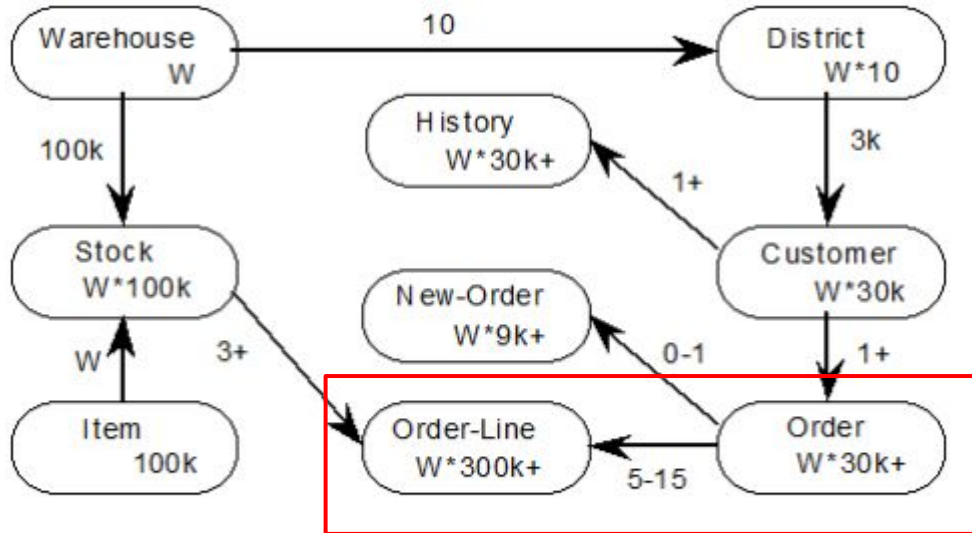 Warehouse
W
10
District
W*10
History
W*30k+
100k
3k
1+
Stock
W*100k
Customer
W*30k
New-Order
W*9k+
W
3+
0-1
1+
Item
100k
Order-Line
W*300k+
5-15
Order
W*30k+